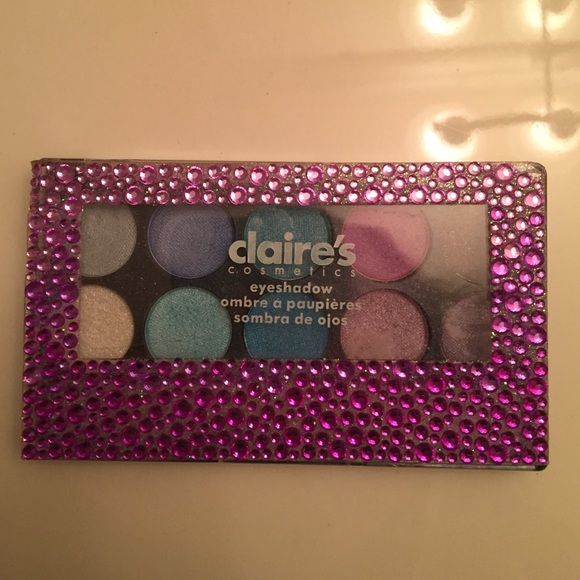 claire's
cosmetics
eyeshadow
ombre a paupières
sombra de ojos